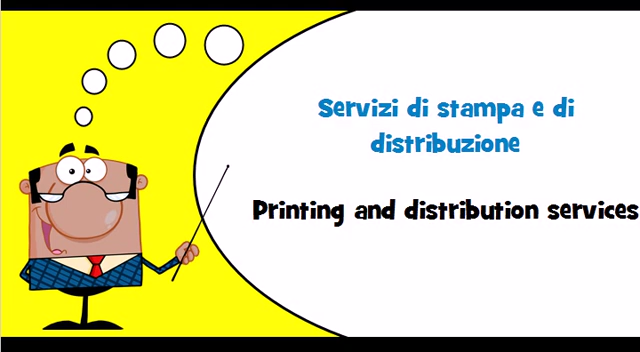 Servizi di stampa e di
distribuzione
Printing and distribution services